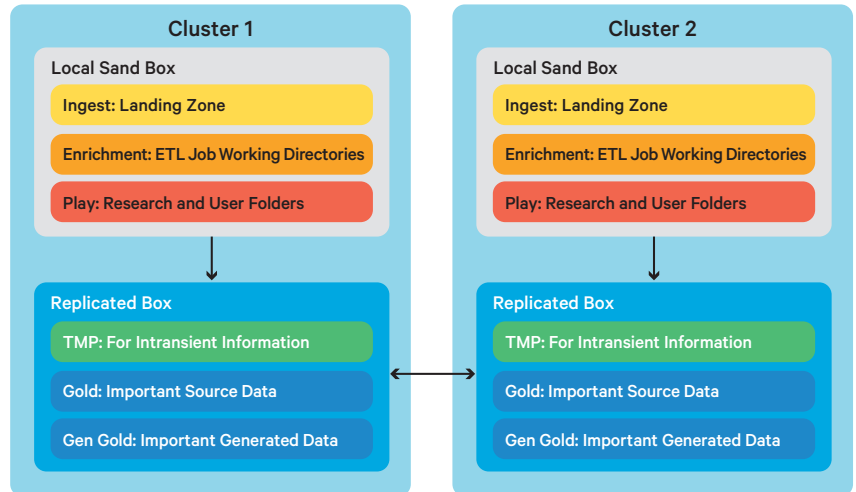 Cluster 1
Local Sand Box
Ingest: Landing Zone
Enrichment: ETL Job Working Directories
Play: Research and User Folders
Replicated Box
TMP: For Intransient Information
Gold: Important Source Data
Gen Gold: Important Generated Data
Cluster 2
Local Sand Box
Ingest: Landing Zone
Enrichment: ETL Job Working Directories
Play: Research and User Folders
Replicated Box
TMP: For Intransient Information
Gold: Important Source Data
Gen Gold: Important Generated Data